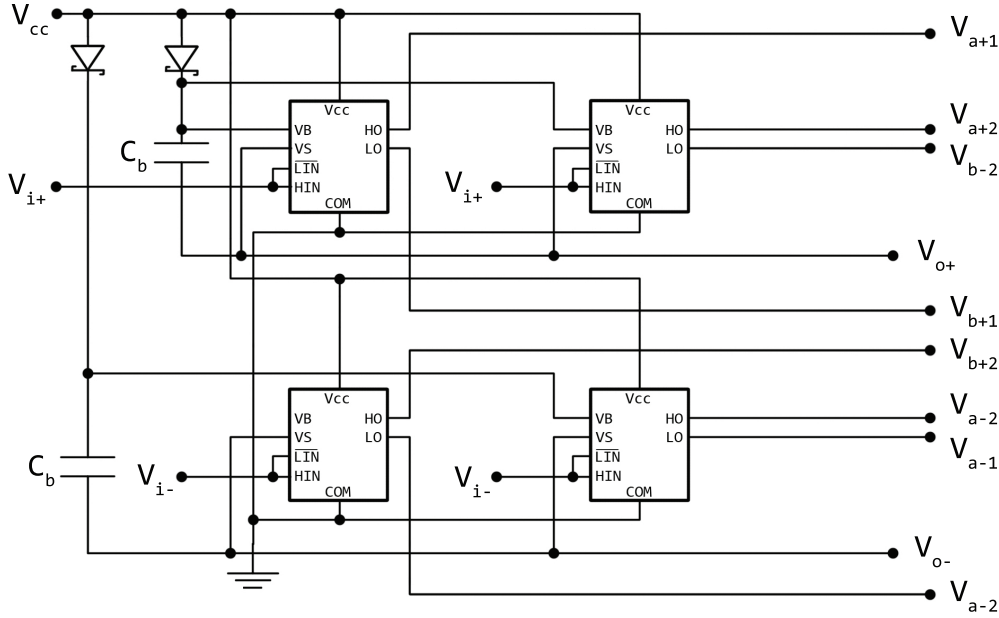 Vcc
Va+1
Vcc
Vcc
VB HO
VB HO
Va+2
VS LO
VS LO
Vb-2
Cb
LIN
LIN
Vi+
HIN
Vi+
HIN
COM
COM
Vo+
Vb+1
Vb+2
Vcc
Vcc
VB HO
VB HO
Va-2
VS LO
VS LO
Va-1
Cb
LIN
LIN
Vi-
HIN
Vi-
HIN
COM
COM
Vo-
Va-2